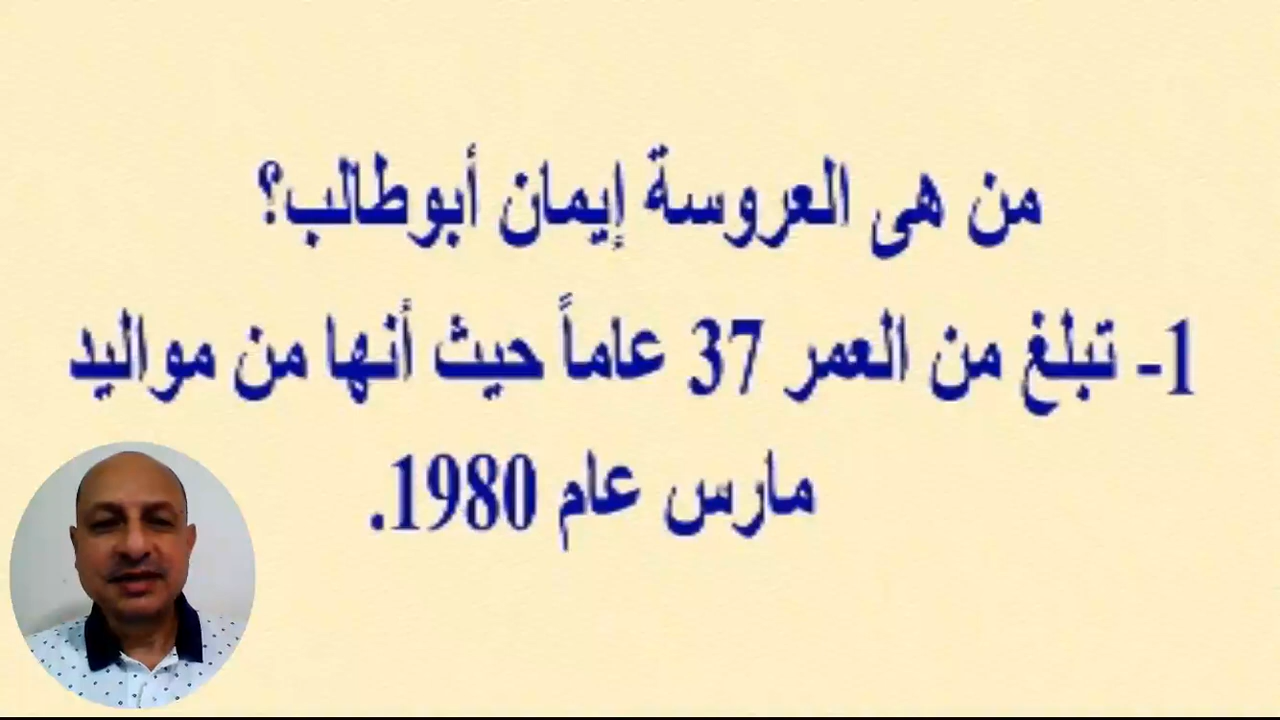 من هى العروسة إيمان أبوطالب؟
1- تبلغ من العمر 37 عاماً حيث أنها من مواليد
مارس عام 1980.